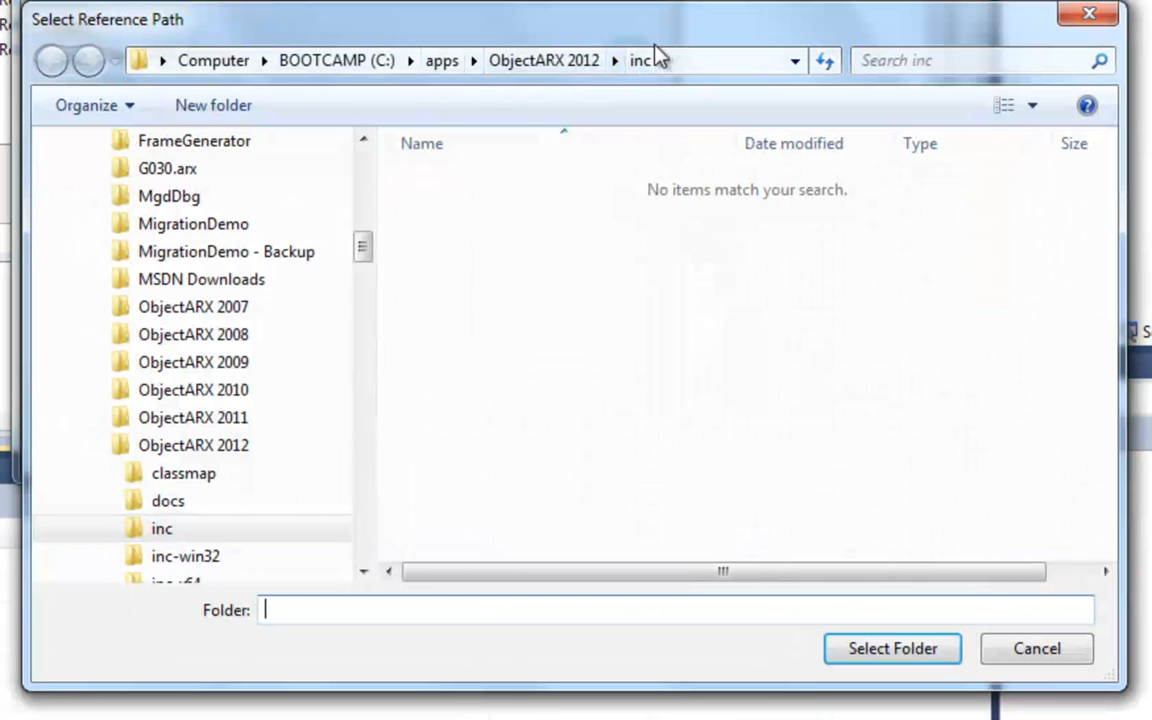 Select Reference Path
Computer BOOTCAMP (C:) apps ObjectARX 2012 inc
Search inc
Organize New folder
Name Date modified Type Size
No items match your search.
FrameGenerator
G030.arx
MgdDbg
MigrationDemo
MigrationDemo - Backup
MSDN Downloads
ObjectARX 2007
ObjectARX 2008
ObjectARX 2009
ObjectARX 2010
ObjectARX 2011
ObjectARX 2012
classmap
docs
inc
inc-win32
Folder:
Select Folder Cancel